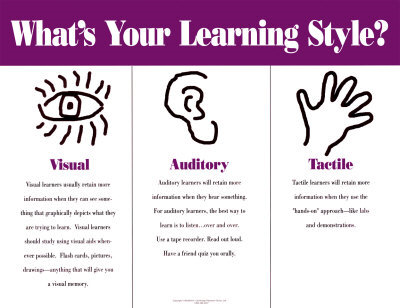 What's Your Learning Style?
Visual
Visual learners usually retain more
information when they can see some-
thing that graphically depicts what they
are trying to learn. Visual learners
should study using visual aids when-
ever possible. Flash cards, pictures,
drawings—anything that will give you
a visual memory.
Auditory
Auditory learners will retain more
information when they hear something.
For auditory learners, the best way to
learn is to listen...over and over.
Use a tape recorder. Read out loud.
Have a friend quiz you orally.
Tactile
Tactile learners will retain more
information when they use the
"hands-on" approach—like labs
and demonstrations.